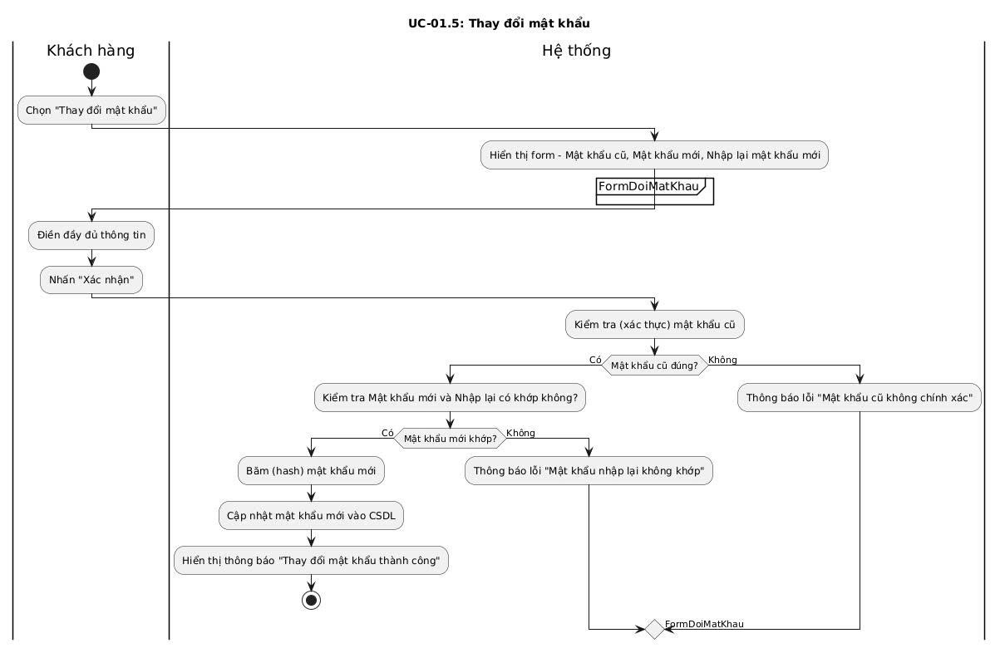 UC-01.5: Thay đổi mật khẩu
Khách hàng
Hệ thống
Chọn "Thay đổi mật khẩu"
Hiển thị form - Mật khẩu cũ, Mật khẩu mới, Nhập lại mật khẩu mới
FormDoiMatKhau
Điền đầy đủ thông tin
Nhấn "Xác nhận"
Kiểm tra (xác thực) mật khẩu cũ
Có
Mật khẩu cũ đúng?
Không
Kiểm tra Mật khẩu mới và Nhập lại có khớp không?
Thông báo lỗi "Mật khẩu cũ không chính xác"
Có
Mật khẩu mới khớp?
Không
Băm (hash) mật khẩu mới
Thông báo lỗi "Mật khẩu nhập lại không khớp"
Cập nhật mật khẩu mới vào CSDL
Hiển thị thông báo "Thay đổi mật khẩu thành công"
FormDoiMatKhau